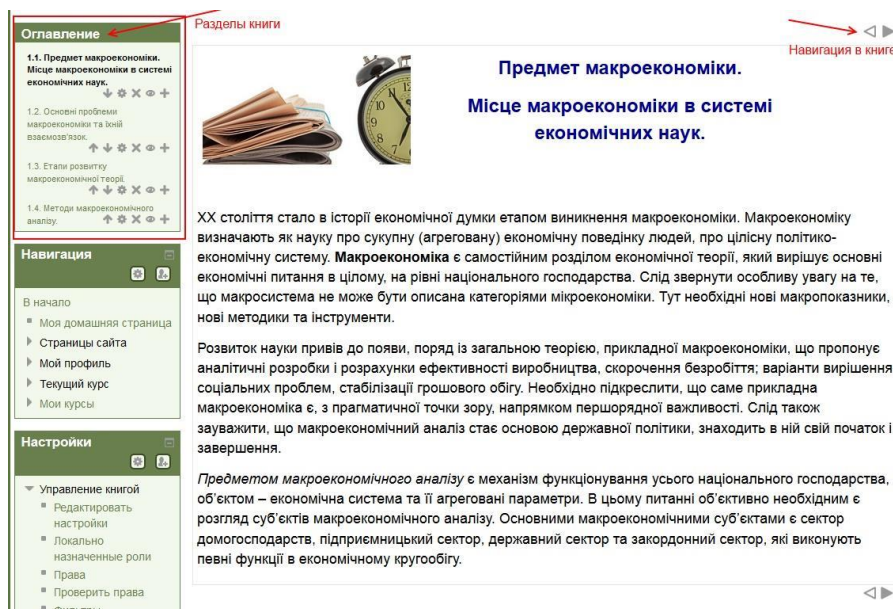 Разделы книги
Навигация в книге
Оглавление
1.1. Предмет макроекономіки.
Місце макроекономіки в системі
економічних наук.
1.2. Основні проблеми
макроекономіки та їхній
взаємозв'язок.
1.3. Етапи розвитку
макроекономічної теорії.
1.4. Методи макроекономічного
аналізу.
Навигация
В начало
Моя домашняя страница
Страницы сайта
Мой профиль
Текущий курс
Мои курсы
Настройки
Управление книгой
Редактировать
настройки
Локально
назначенные роли
Права
Проверить права
Фильтры
Предмет макроекономіки.
Місце макроекономіки в системі
економічних наук.
ХХ століття стало в історії економічної думки етапом виникнення макроекономіки. Макроекономіку
визначають як науку про сукупну (агреговану) економічну поведінку людей, про цілісну політико-
економічну систему. Макроекономіка є самостійним розділом економічної теорії, який вирішує основні
економічні питання в цілому, на рівні національного господарства. Слід звернути особливу увагу на те,
що макросистема не може бути описана категоріями мікроекономіки. Тут необхідні нові макропоказники,
нові методики та інструменти.
Розвиток науки привів до появи, поряд із загальною теорією, прикладної макроекономіки, що пропонує
аналітичні розробки і розрахунки ефективності виробництва, скорочення безробіття; варіанти вирішення
соціальних проблем, стабілізації грошового обігу. Необхідно підкреслити, що саме прикладна
макроекономіка є, з прагматичної точки зору, напрямком першорядної важливості. Слід також
зауважити, що макроекономічний аналіз стає основою державної політики, знаходить в ній свій початок і
завершення.
Предметом макроекономічного аналізу є механізм функціонування усього національного господарства,
об'єктом – економічна система та її агреговані параметри. В цьому питанні об'єктивно необхідним є
розгляд суб'єктів макроекономічного аналізу. Основними макроекономічними суб'єктами є сектор
домогосподарств, підприємницький сектор, державний сектор та закордонний сектор, які виконують
певні функції в економічному кругообігу.